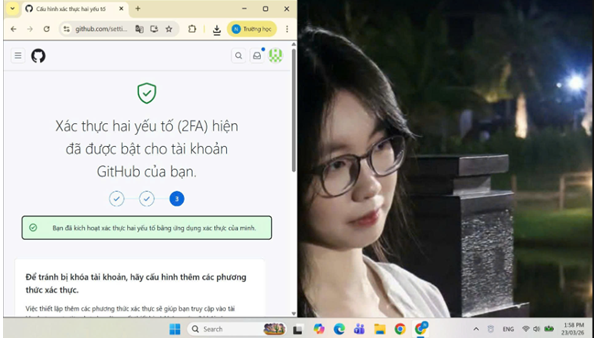 Cấu hình xác thực hai yếu tố
github.com/setti...
Trường học
Xác thực hai yếu tố (2FA) hiện
đã được bật cho tài khoản
GitHub của bạn.
3
Bạn đã kích hoạt xác thực hai yếu tố bằng ứng dụng xác thực của mình.
Để tránh bị khóa tài khoản, hãy cấu hình thêm các phương
thức xác thực.
Việc thiết lập thêm các phương thức xác thực sẽ giúp bạn truy cập vào tài
Search
ENG
1:58 PM
23/03/26